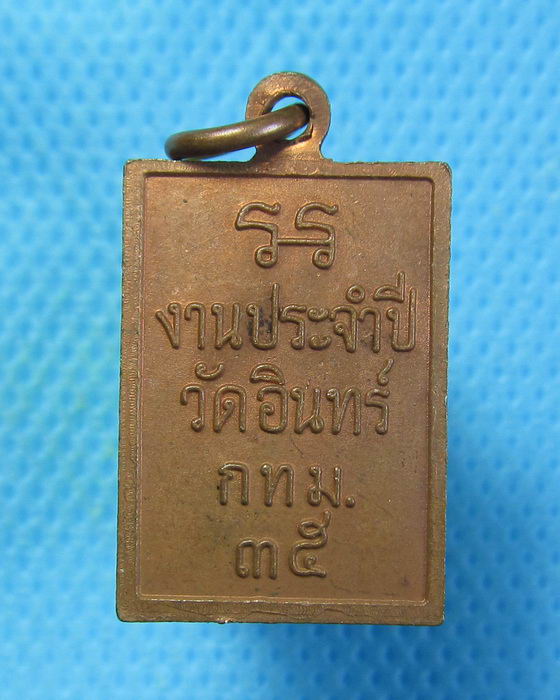 รร
งานประจำปี
วัดอินทร์
กทม.
๓๕